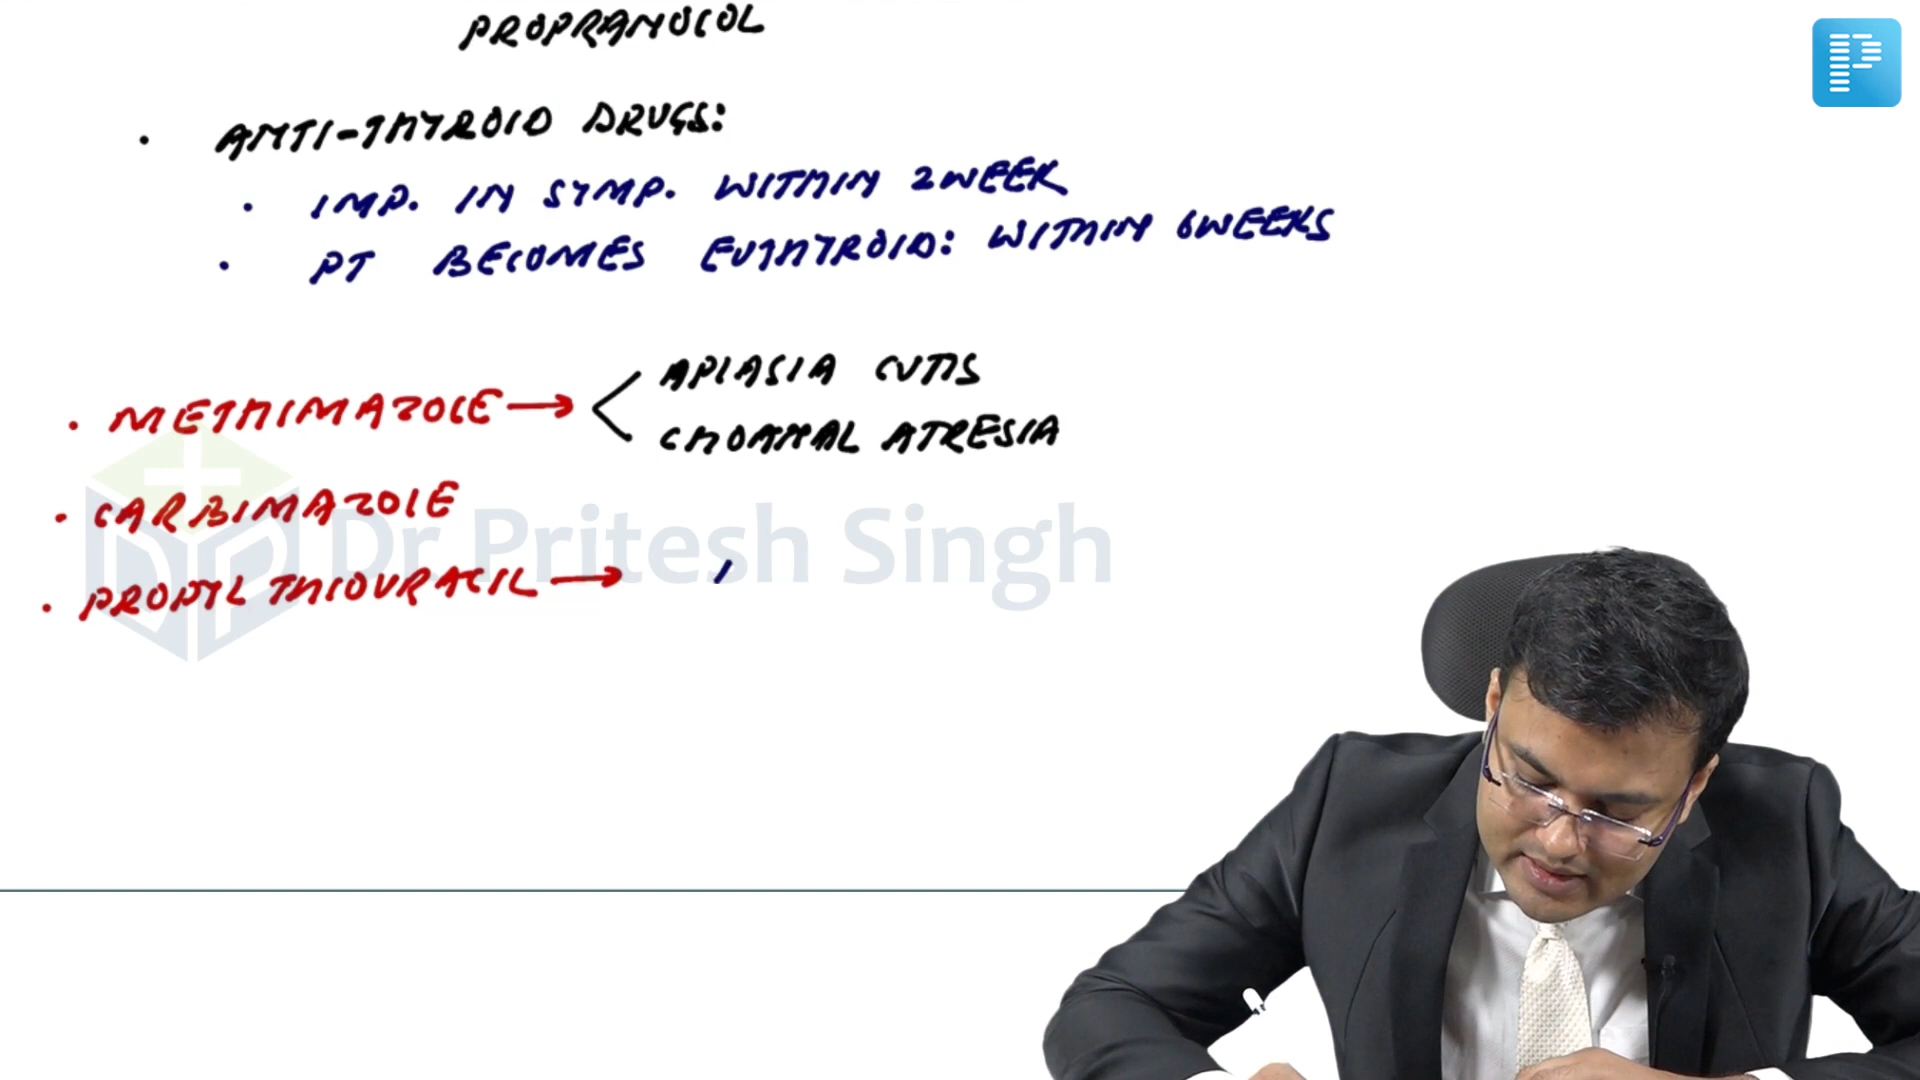 PROPRANOLOL
• ANTI-THYROID DRUGS:
• IMP. IN SYMP. WITHIN 2WEEK
• PT BECOMES EUTHYROID: WITHIN 6WEEKS
• METHIMAZOLE → APLASIA CUTIS
CHOANAL ATRESIA
• CARBIMAZOLE
Dr Pritesh Singh
• PROPYL THIOURACIL →